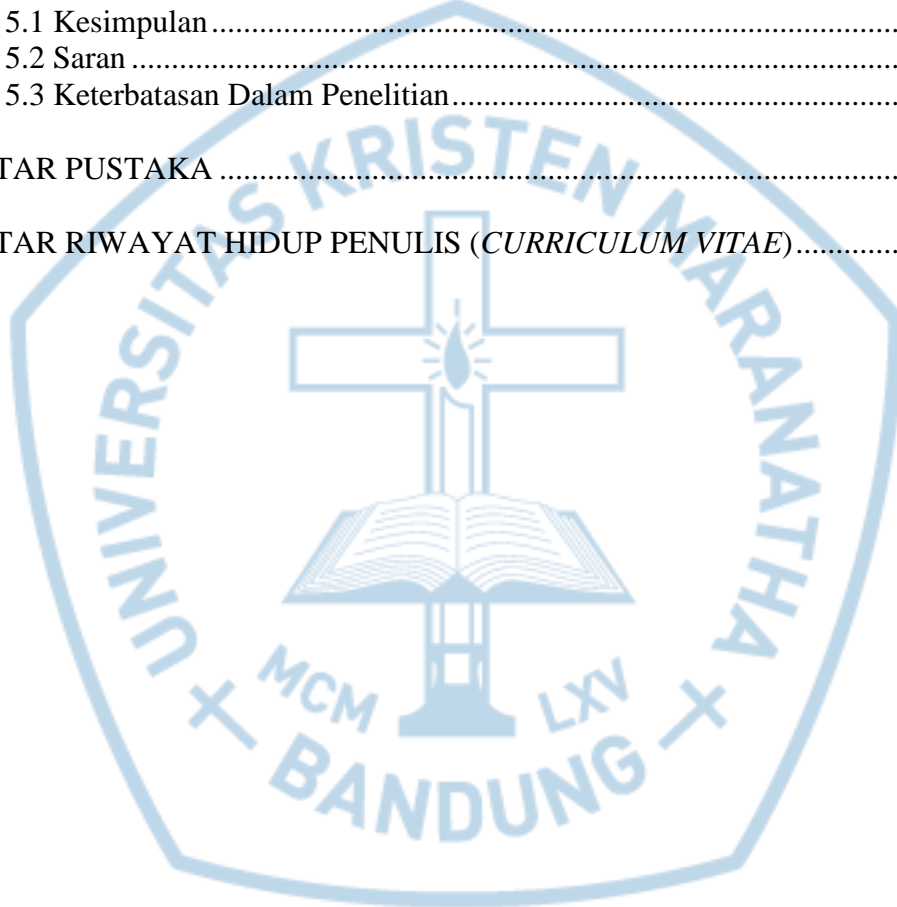 5.1 Kesimpulan..........................................................................................
5.2 Saran ....................................................................................................
5.3 Keterbatasan Dalam Penelitian..........................................................
TAR PUSTAKA .......................................................................................
TAR RIWAYAT HIDUP PENULIS (CURRICULUM VITAE).............
UNIVERSITAS KRISTEN MARANATHA
MCM LXV
BANDUNG